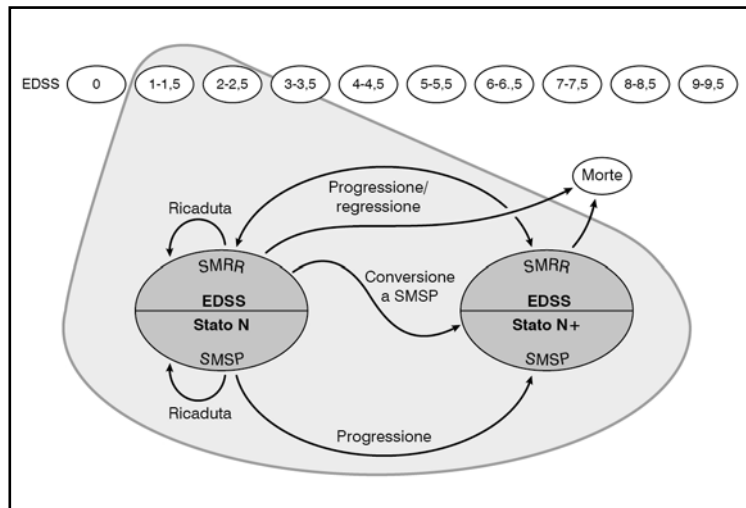 EDSS 0 1-1,5 2-2,5 3-3,5 4-4,5 5-5,5 6-6.,5 7-7,5 8-8,5 9-9,5
Morte
Progressione/
regressione
Ricaduta
SMRR
SMRR
Conversione
a SMSP
EDSS
EDSS
Stato N
Stato N+
SMSP
SMSP
Ricaduta
Progressione